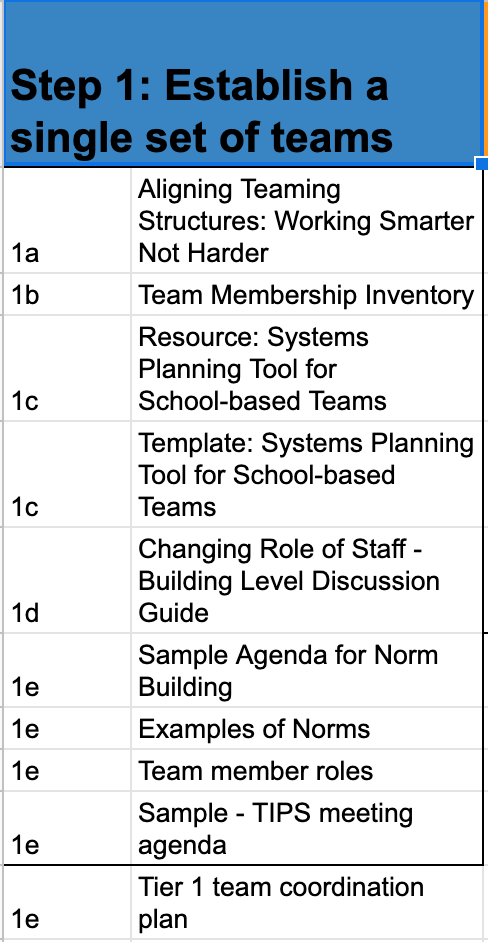 Step 1: Establish a
single set of teams
Aligning Teaming
Structures: Working Smarter
1a Not Harder
1b Team Membership Inventory
Resource: Systems
Planning Tool for
1c School-based Teams
Template: Systems Planning
Tool for School-based
1c Teams
Changing Role of Staff -
Building Level Discussion
1d Guide
Sample Agenda for Norm
1e Building
1e Examples of Norms
1e Team member roles
Sample - TIPS meeting
1e agenda
Tier 1 team coordination
1e plan